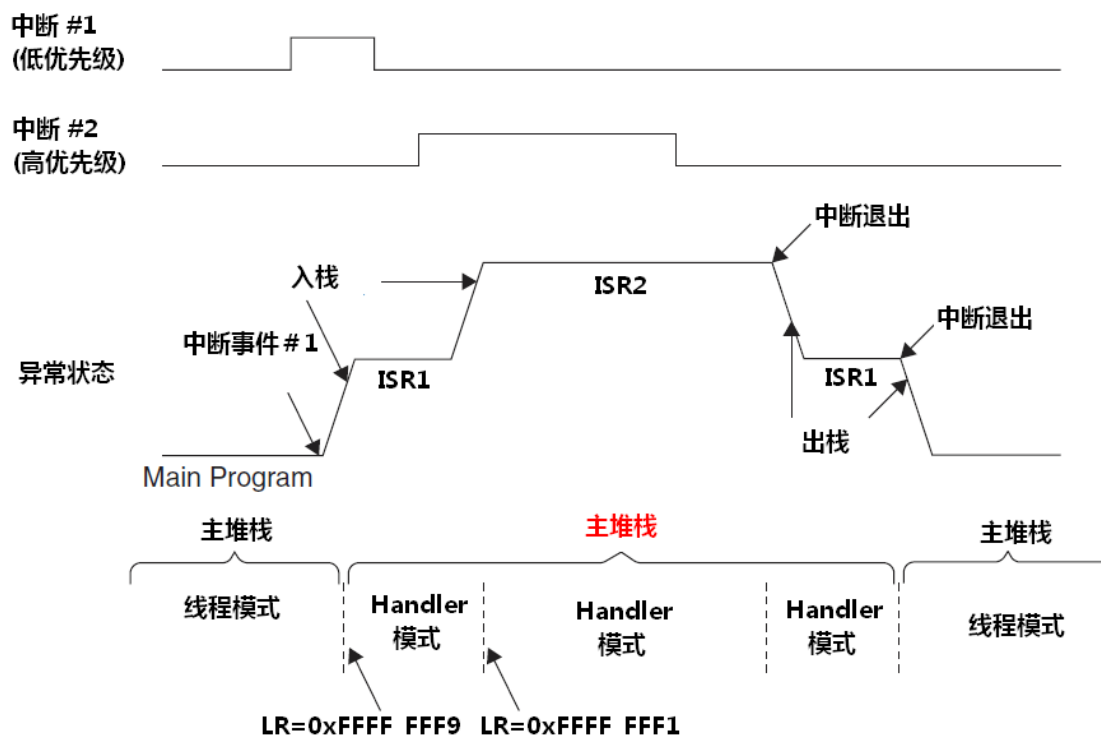 中断 #1
(低优先级)
中断 #2
(高优先级)
中断退出
入栈
ISR2
中断事件＃1
中断退出
异常状态
ISR1
ISR1
出栈
Main Program
主堆栈
主堆栈
主堆栈
线程模式
Handler
模式
Handler
模式
Handler
模式
线程模式
LR=0xFFFF FFF9
LR=0xFFFF FFF1